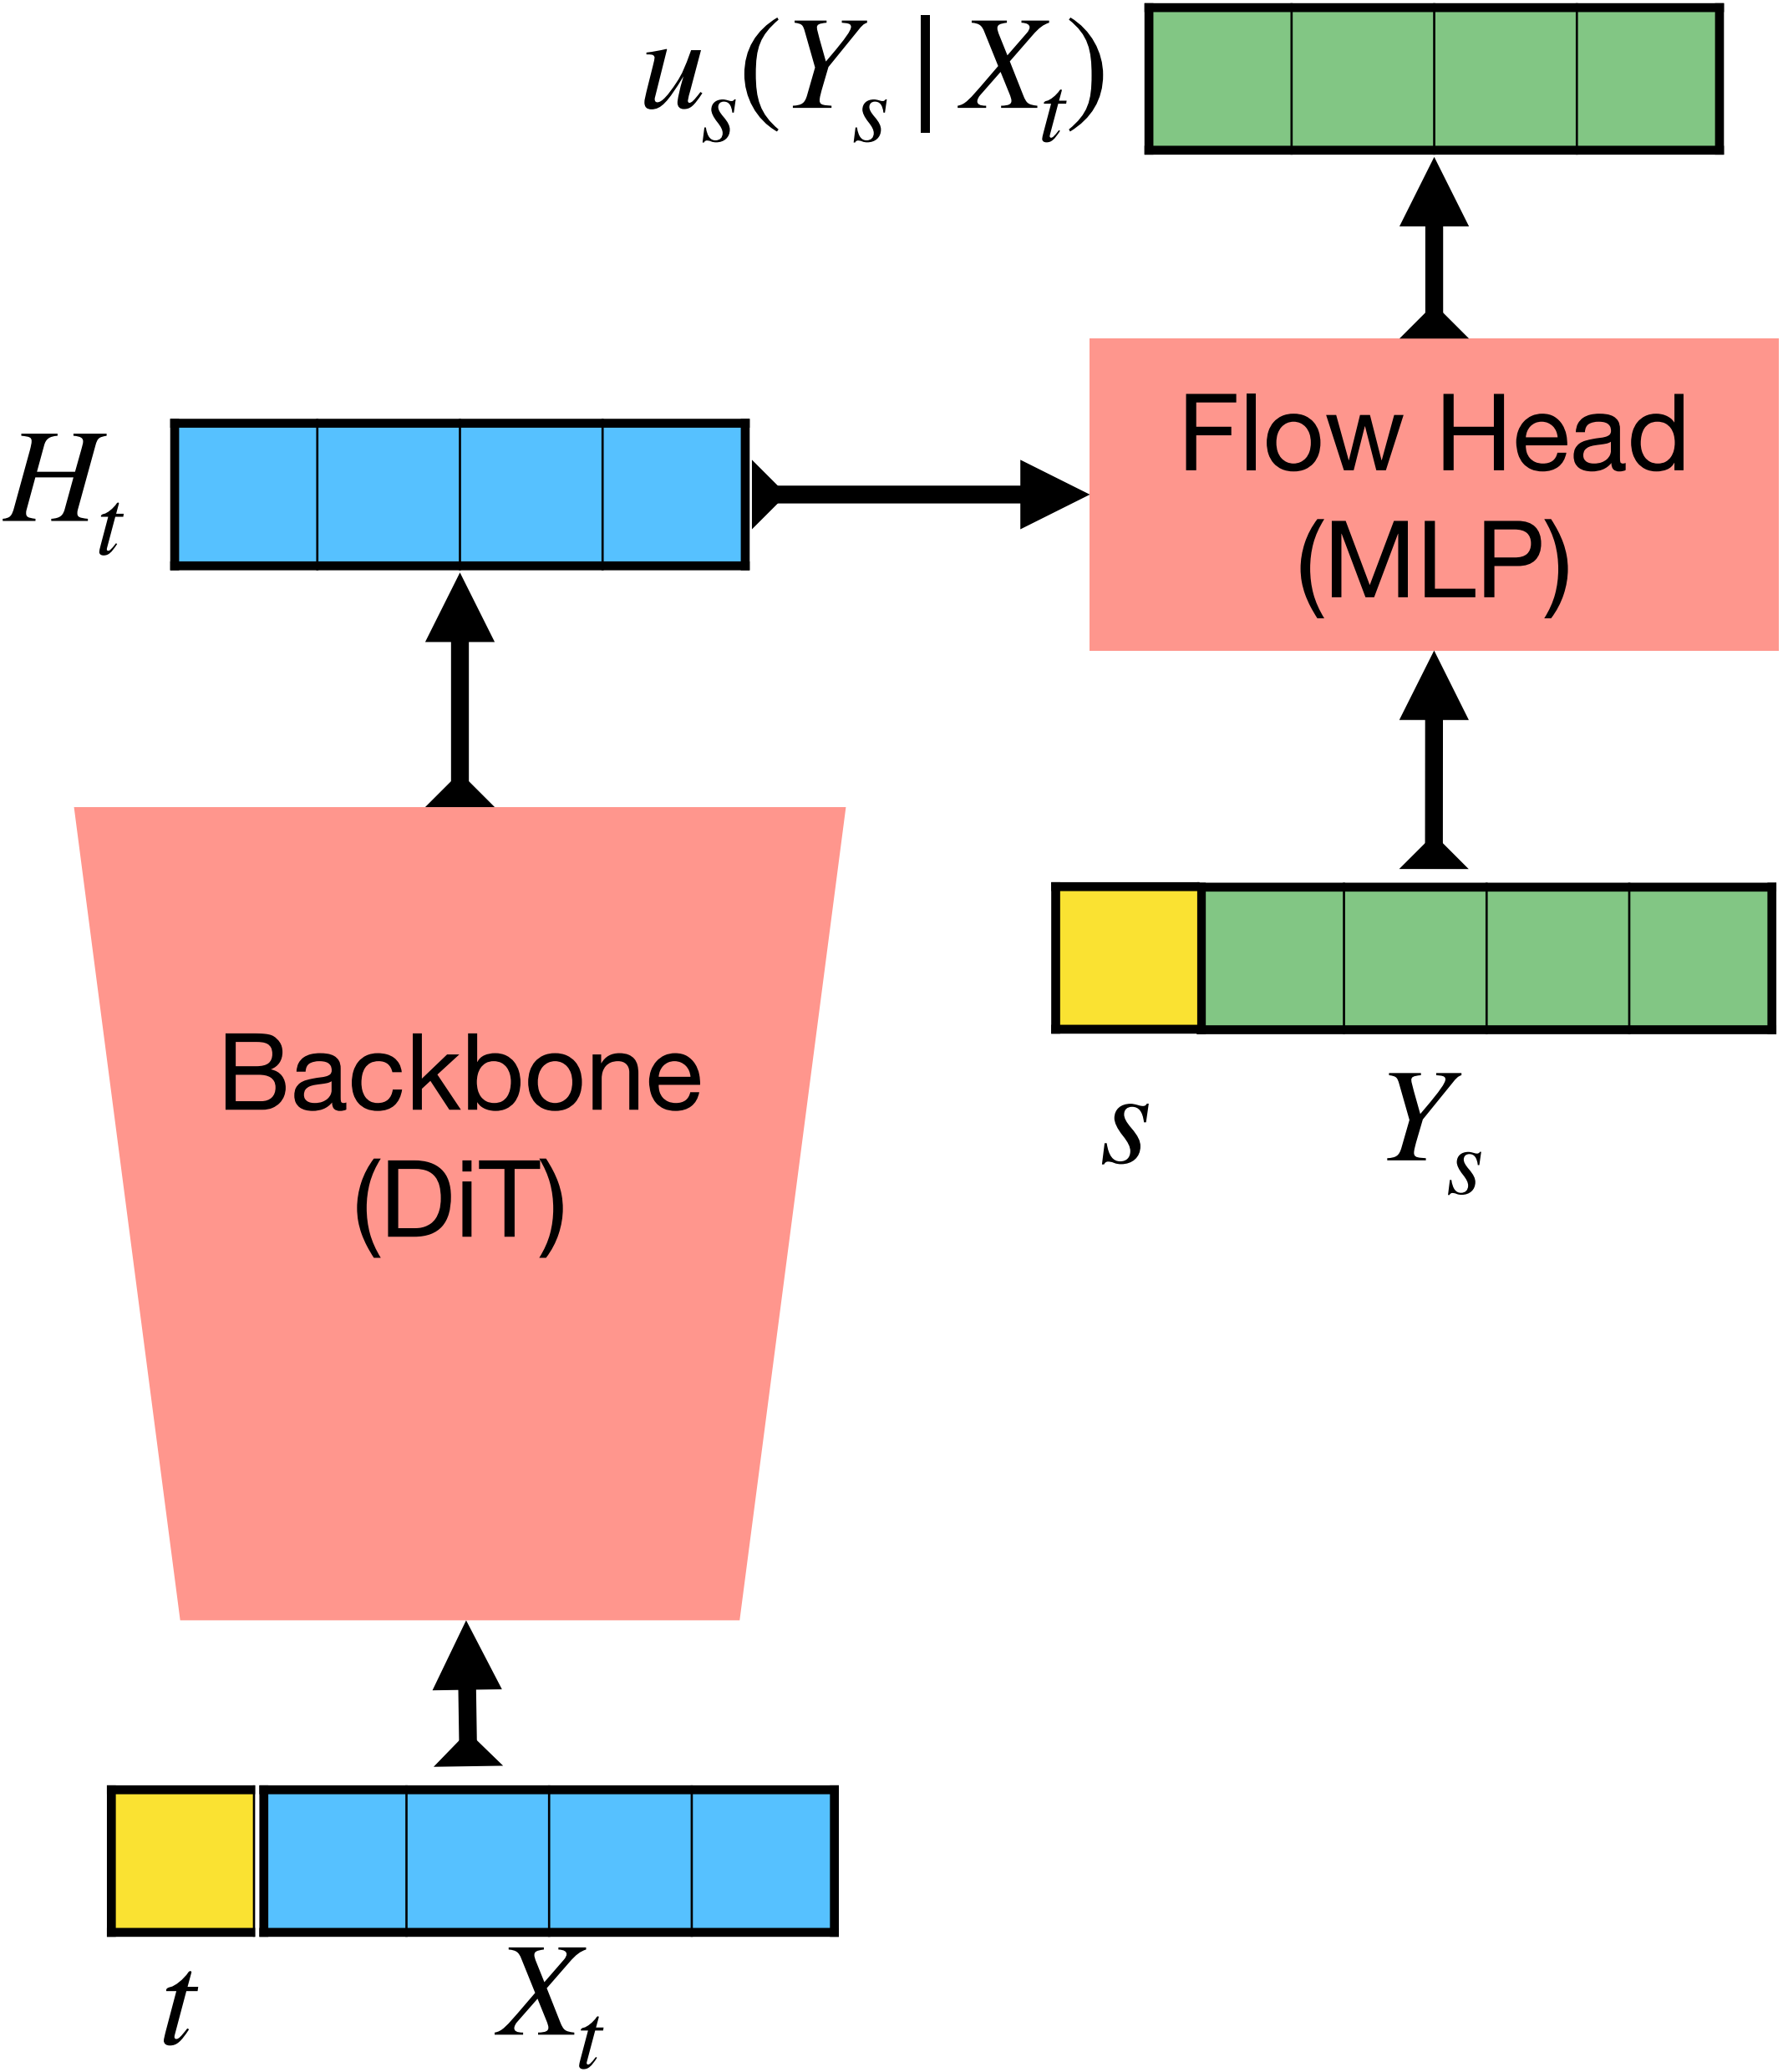 u_s(Y_s | X_t)
H_t
Flow Head
(MLP)
Backbone
(DiT)
s Y_s
t X_t